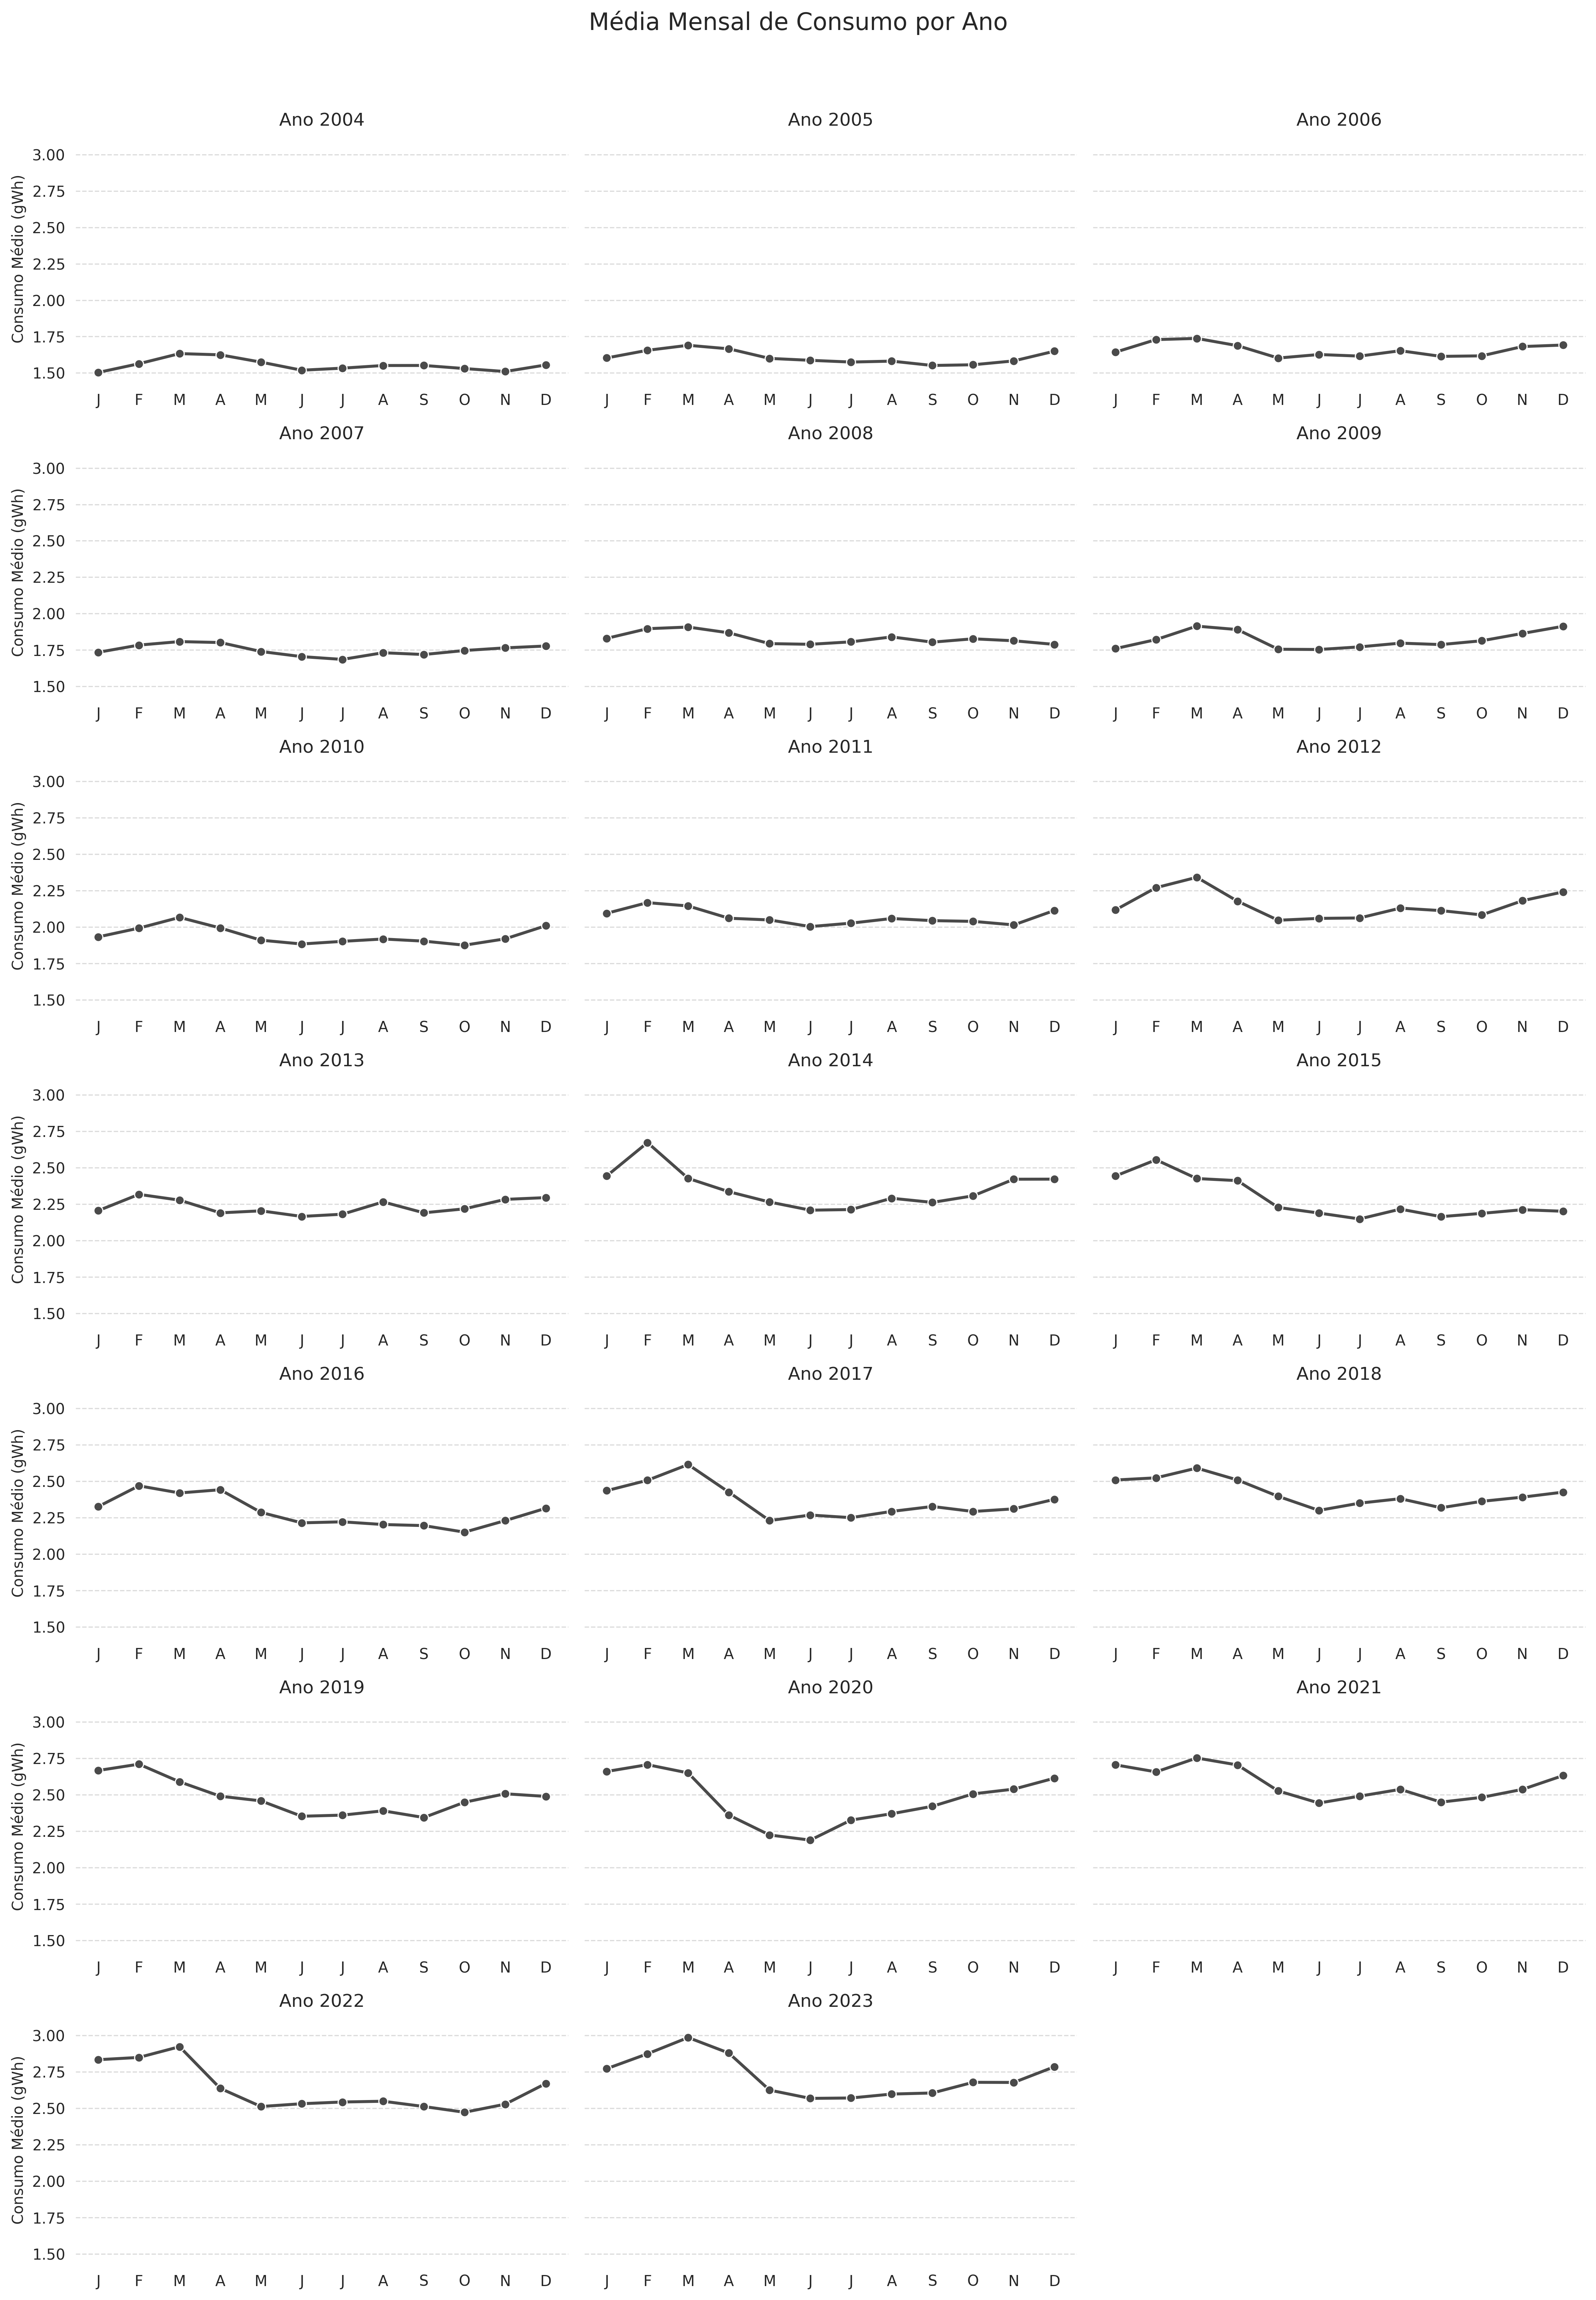 Média Mensal de Consumo por Ano
Ano 2004 Ano 2005 Ano 2006
Consumo Médio (gWh)
3.00
2.75
2.50
2.25
2.00
1.75
1.50
J F M A M J J A S O N D J F M A M J J A S O N D J F M A M J J A S O N D
Ano 2007 Ano 2008 Ano 2009
Consumo Médio (gWh)
3.00
2.75
2.50
2.25
2.00
1.75
1.50
J F M A M J J A S O N D J F M A M J J A S O N D J F M A M J J A S O N D
Ano 2010 Ano 2011 Ano 2012
Consumo Médio (gWh)
3.00
2.75
2.50
2.25
2.00
1.75
1.50
J F M A M J J A S O N D J F M A M J J A S O N D J F M A M J J A S O N D
Ano 2013 Ano 2014 Ano 2015
Consumo Médio (gWh)
3.00
2.75
2.50
2.25
2.00
1.75
1.50
J F M A M J J A S O N D J F M A M J J A S O N D J F M A M J J A S O N D
Ano 2016 Ano 2017 Ano 2018
Consumo Médio (gWh)
3.00
2.75
2.50
2.25
2.00
1.75
1.50
J F M A M J J A S O N D J F M A M J J A S O N D J F M A M J J A S O N D
Ano 2019 Ano 2020 Ano 2021
Consumo Médio (gWh)
3.00
2.75
2.50
2.25
2.00
1.75
1.50
J F M A M J J A S O N D J F M A M J J A S O N D J F M A M J J A S O N D
Ano 2022 Ano 2023
Consumo Médio (gWh)
3.00
2.75
2.50
2.25
2.00
1.75
1.50
J F M A M J J A S O N D J F M A M J J A S O N D